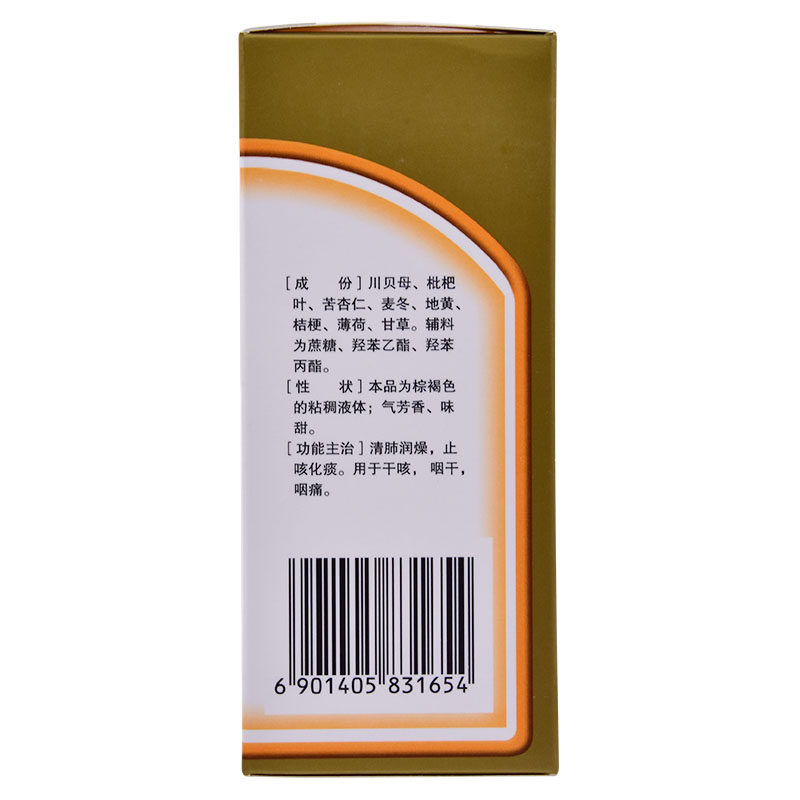 [成　份]川贝母、枇杷
叶、苦杏仁、麦冬、地黄、
桔梗、薄荷、甘草。辅料
为蔗糖、羟苯乙酯、羟苯
丙酯。
[性　状]本品为棕褐色
的粘稠液体；气芳香、味
甜。
[功能主治]清肺润燥，止
咳化痰。用于干咳，咽干，
咽痛。
6 901405 831654